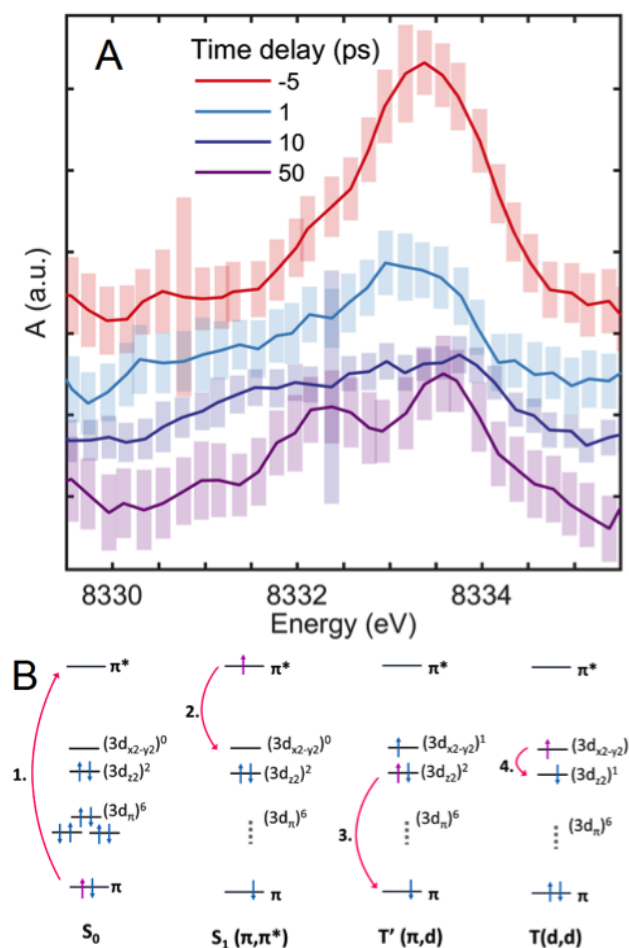 A
Time delay (ps)
-5
1
10
50
A (a.u.)
8330 8332 8334
Energy (eV)
B
π* π* π* π*
1. 2. 3. 4.
(3dx2-y2)0 (3dx2-y2)0 (3dx2-y2)1 (3dx2-y2)
(3dz2)2 (3dz2)2 (3dz2)2 (3dz2)1
(3dπ)6 (3dπ)6 (3dπ)6 (3dπ)6
π π π π
S0 S1 (π,π*) T' (π,d) T(d,d)